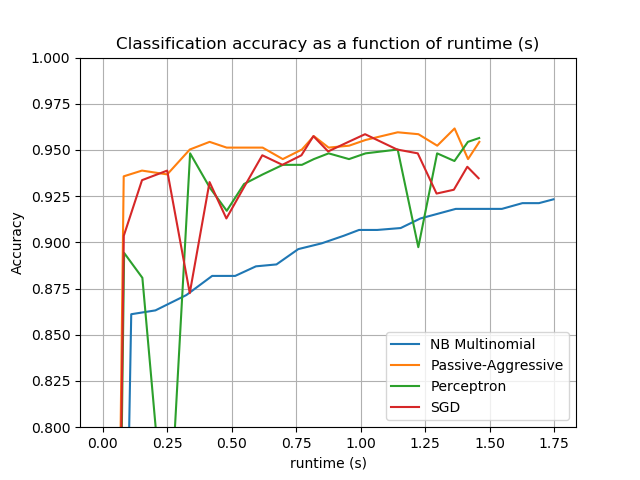 Classification accuracy as a function of runtime (s)
1.000
0.975
0.950
0.925
0.900
0.875
0.850
0.825
0.800
Accuracy
NB Multinomial
Passive-Aggressive
Perceptron
SGD
0.00 0.25 0.50 0.75 1.00 1.25 1.50 1.75
runtime (s)